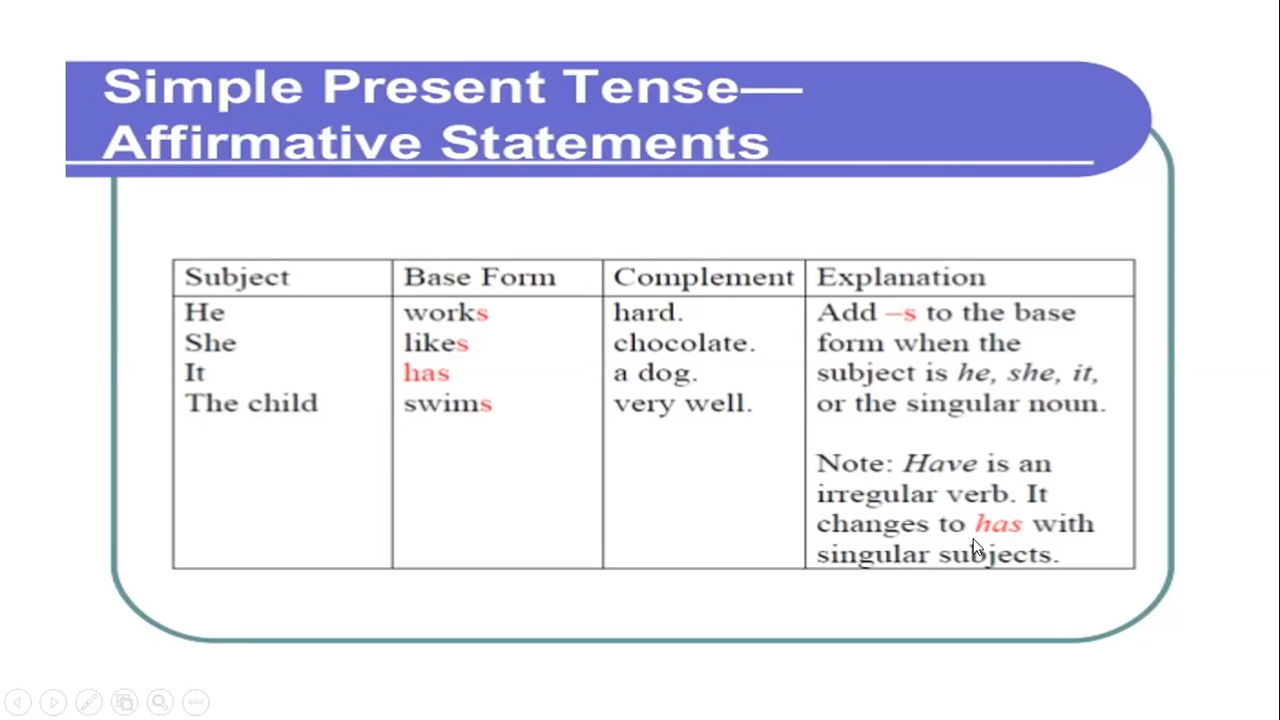 Simple Present Tense—
Affirmative Statements
Subject Base Form Complement Explanation
He works hard. Add –s to the base
She likes chocolate. form when the
It has a dog. subject is he, she, it,
The child swims very well. or the singular noun.
Note: Have is an
irregular verb. It
changes to has with
singular subjects.